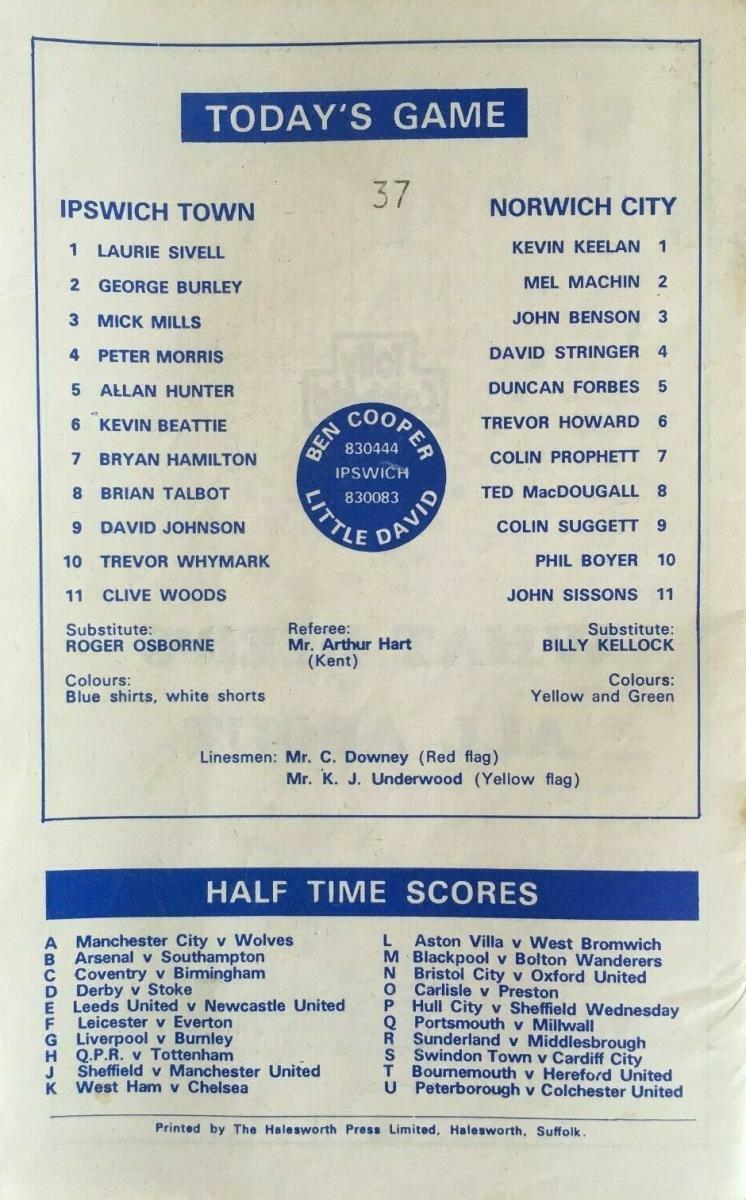 TODAY'S GAME
37
IPSWICH TOWN
1 LAURIE SIVELL
2 GEORGE BURLEY
3 MICK MILLS
4 PETER MORRIS
5 ALLAN HUNTER
6 KEVIN BEATTIE
7 BRYAN HAMILTON
8 BRIAN TALBOT
9 DAVID JOHNSON
10 TREVOR WHYMARK
11 CLIVE WOODS
NORWICH CITY
KEVIN KEELAN 1
MEL MACHIN 2
JOHN BENSON 3
DAVID STRINGER 4
DUNCAN FORBES 5
TREVOR HOWARD 6
COLIN PROPHETT 7
TED MacDOUGALL 8
COLIN SUGGETT 9
PHIL BOYER 10
JOHN SISSONS 11
BEN COOPER
830444
IPSWICH
830083
LITTLE DAVID
Substitute:
ROGER OSBORNE
Colours:
Blue shirts, white shorts
Referee:
Mr. Arthur Hart
(Kent)
Substitute:
BILLY KELLOCK
Colours:
Yellow and Green
Linesmen: Mr. C. Downey (Red flag)
Mr. K. J. Underwood (Yellow flag)
HALF TIME SCORES
A Manchester City v Wolves
B Arsenal v Southampton
C Coventry v Birmingham
D Derby v Stoke
E Leeds United v Newcastle United
F Leicester v Everton
G Liverpool v Burnley
H Q.P.R. v Tottenham
J Sheffield v Manchester United
K West Ham v Chelsea
L Aston Villa v West Bromwich
M Blackpool v Bolton Wanderers
N Bristol City v Oxford United
O Carlisle v Preston
P Hull City v Sheffield Wednesday
Q Portsmouth v Millwall
R Sunderland v Middlesbrough
S Swindon Town v Cardiff City
T Bournemouth v Hereford United
U Peterborough v Colchester United
Printed by The Halesworth Press Limited, Halesworth, Suffolk.